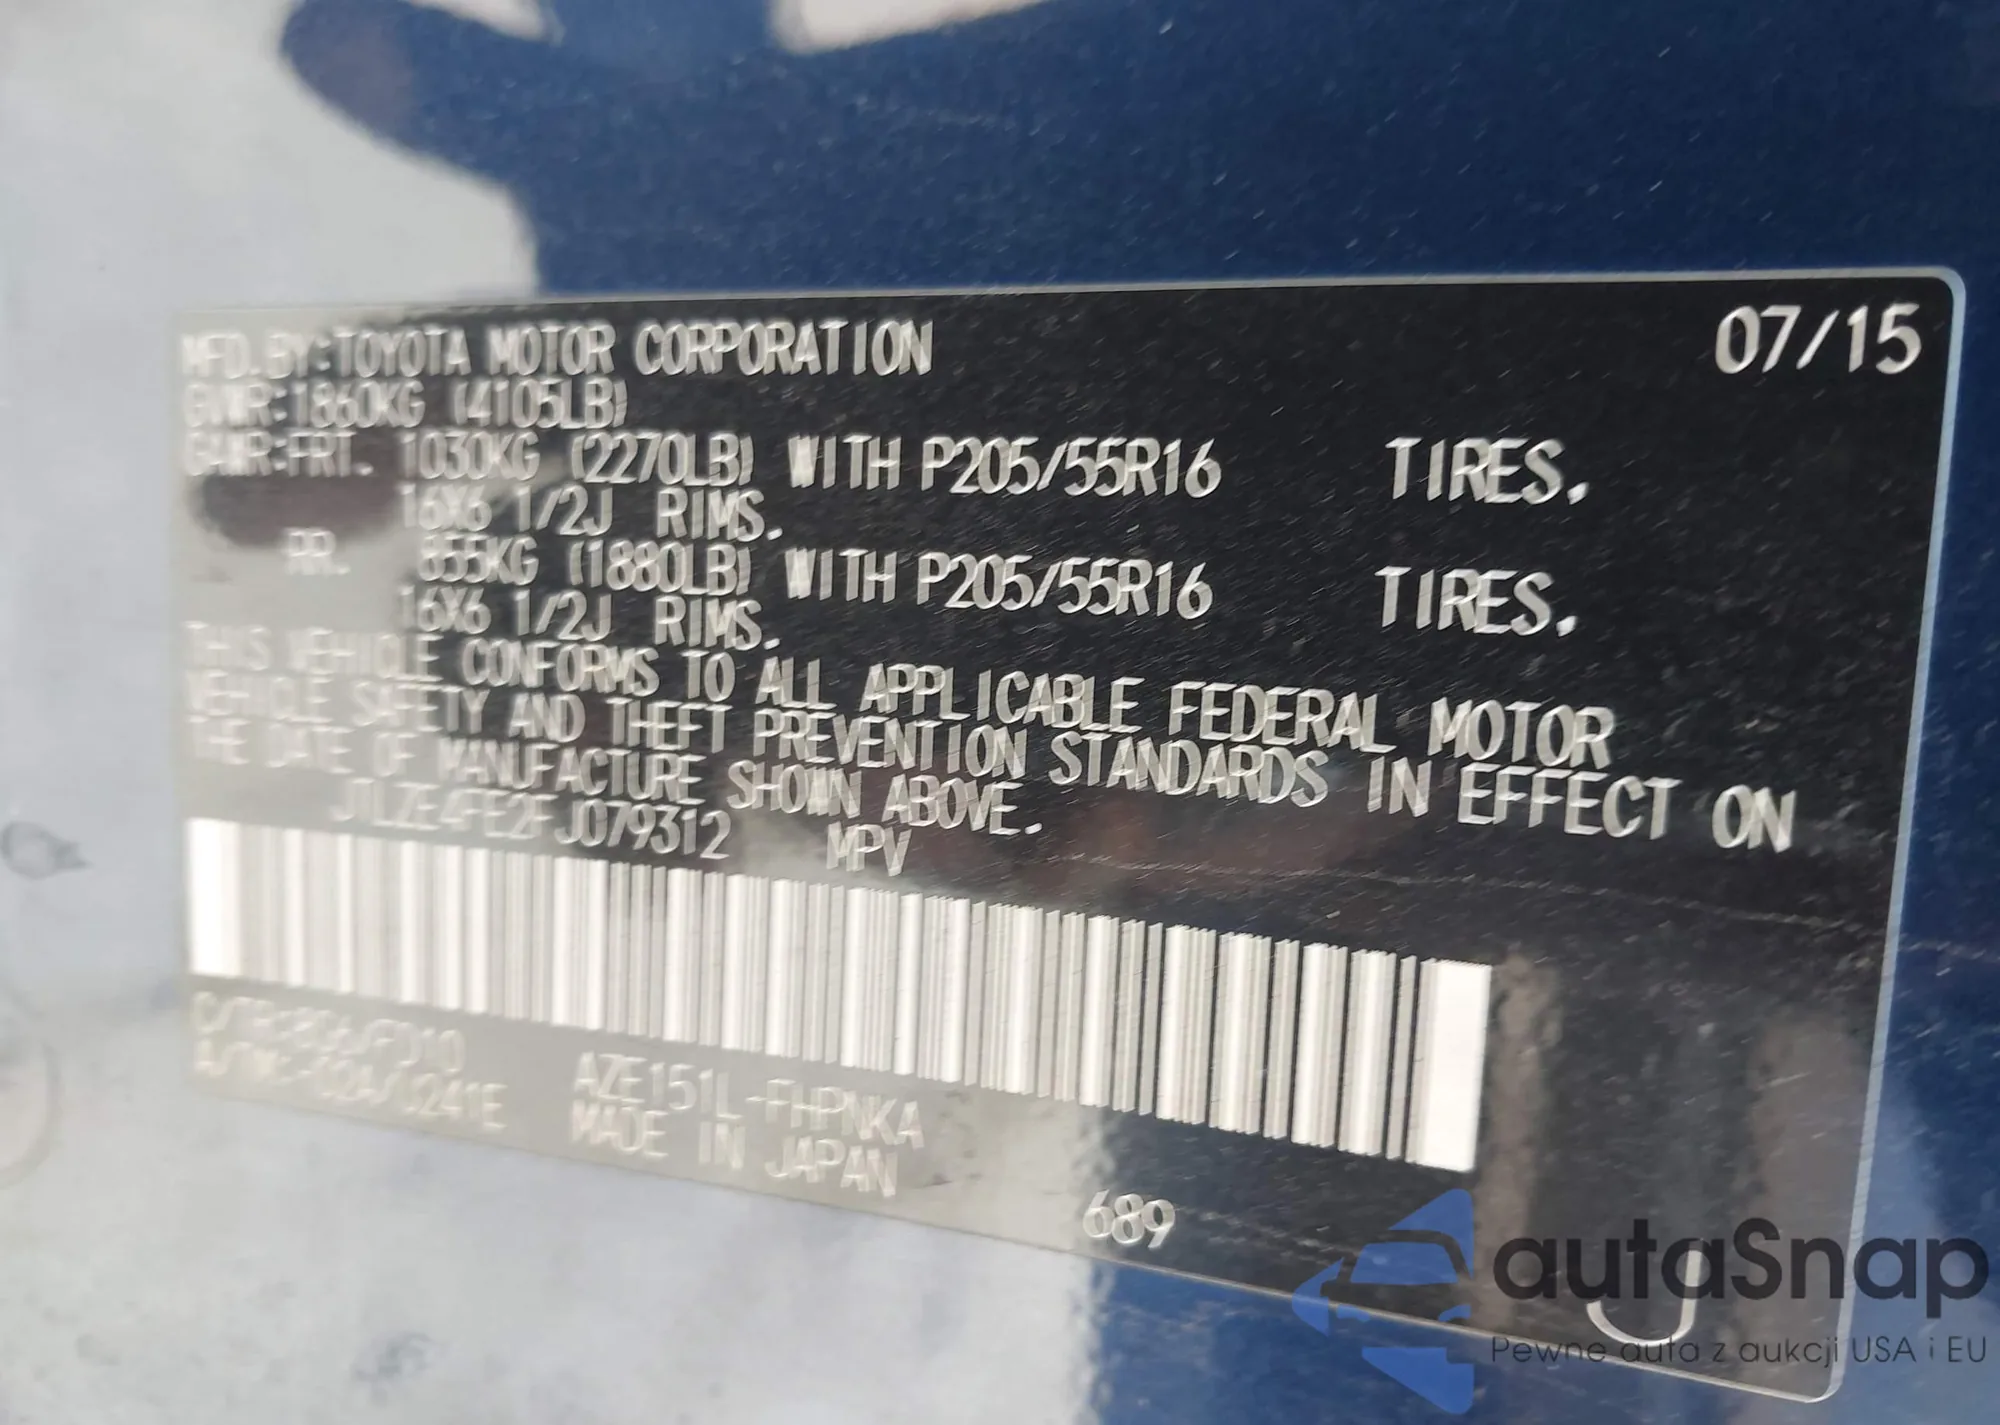 MFD.BY:TOYOTA MOTOR CORPORATION 07/15
GVWR:1860KG (4105LB)
GAWR:FRT. 1030KG (2270LB) WITH P205/55R16 TIRES,
16X6 1/2J RIMS.
RR. 855KG (1880LB) WITH P205/55R16 TIRES,
16X6 1/2J RIMS.
THIS VEHICLE CONFORMS TO ALL APPLICABLE FEDERAL MOTOR
VEHICLE SAFETY AND THEFT PREVENTION STANDARDS IN EFFECT ON
THE DATE OF MANUFACTURE SHOWN ABOVE.
JTLZE4FE2FJ079312 MPV
C/TR:8G6/FD10
AZE151L-FHPNKA
MADE IN JAPAN
689
J
autaSnap
Pewne auta z aukcji USA i EU